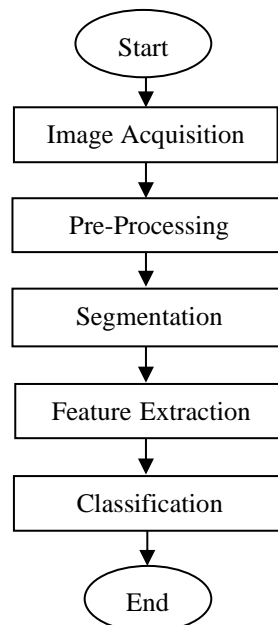 Start
Image Acquisition
Pre-Processing
Segmentation
Feature Extraction
Classification
End